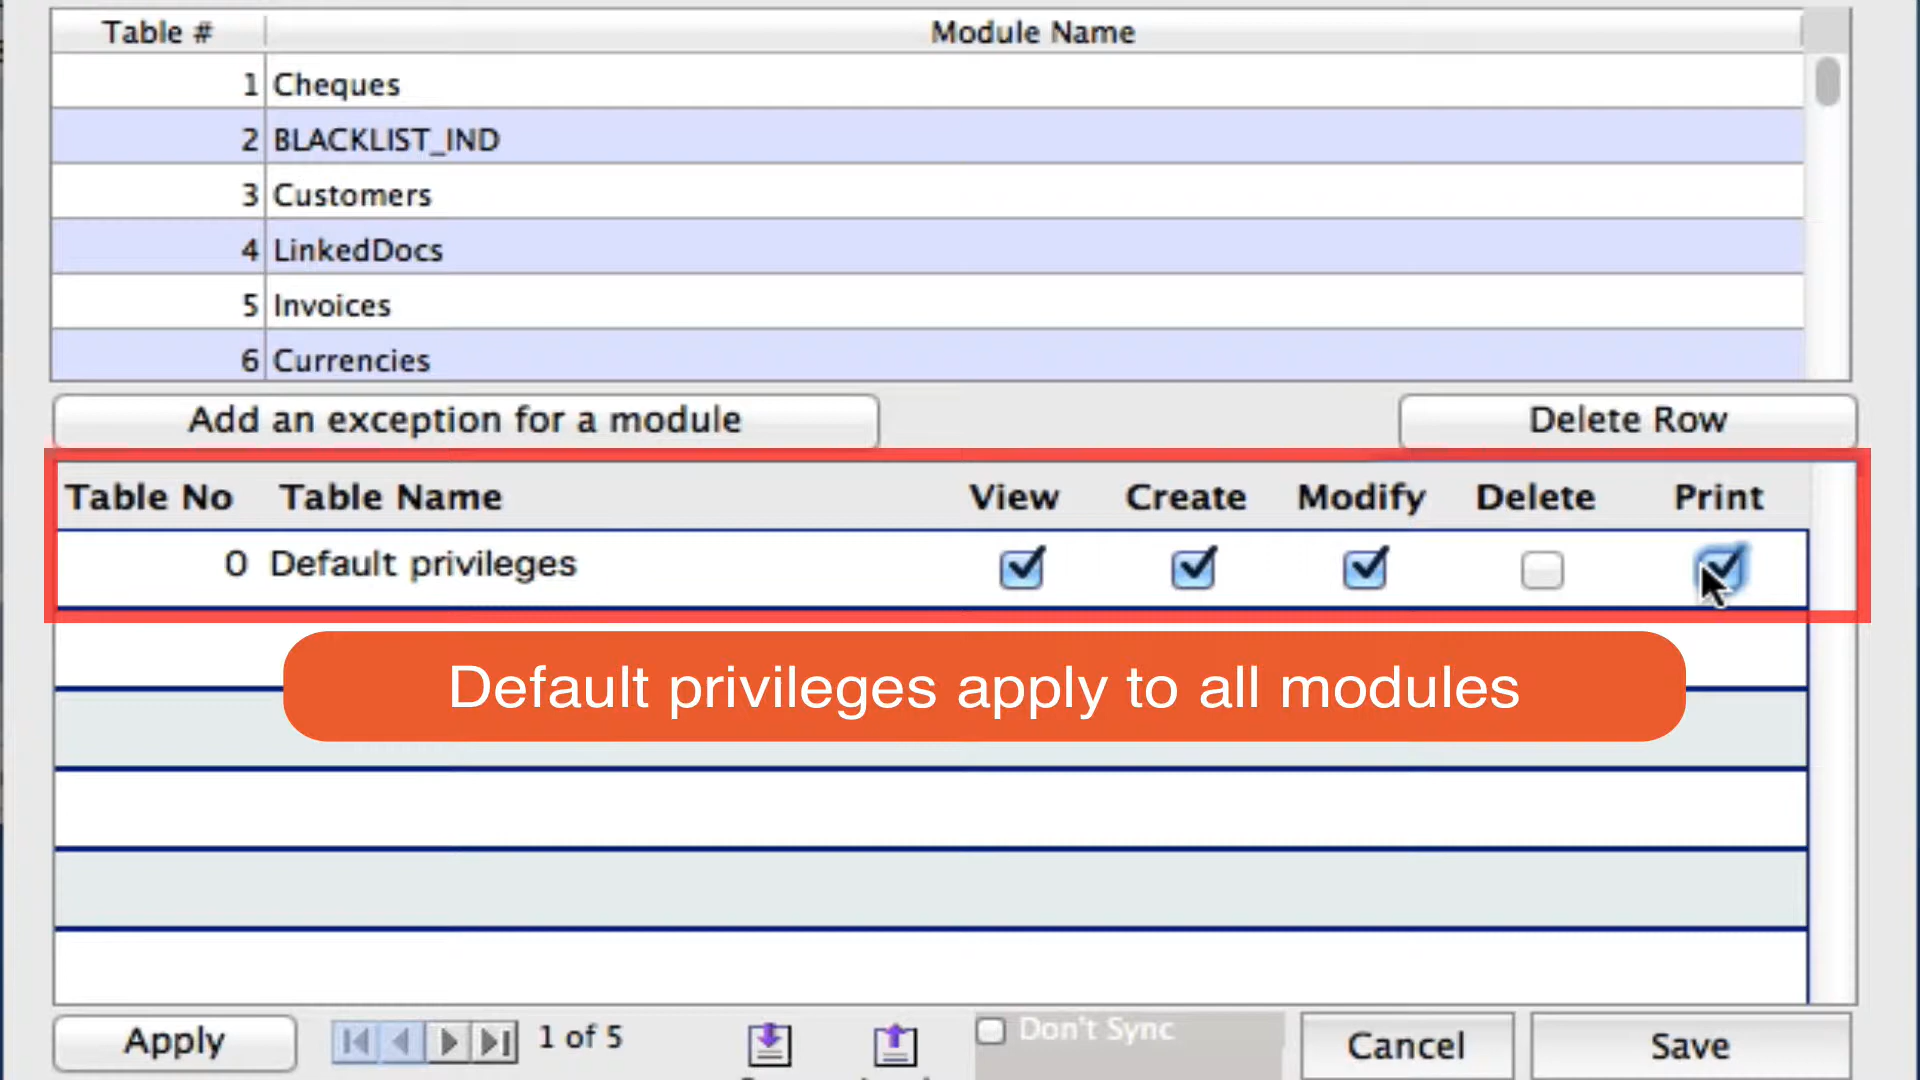 Table # Module Name
1 Cheques
2 BLACKLIST_IND
3 Customers
4 LinkedDocs
5 Invoices
6 Currencies
Add an exception for a module Delete Row
Table No Table Name View Create Modify Delete Print
0 Default privileges
Default privileges apply to all modules
Apply 1 of 5 Don't Sync Cancel Save